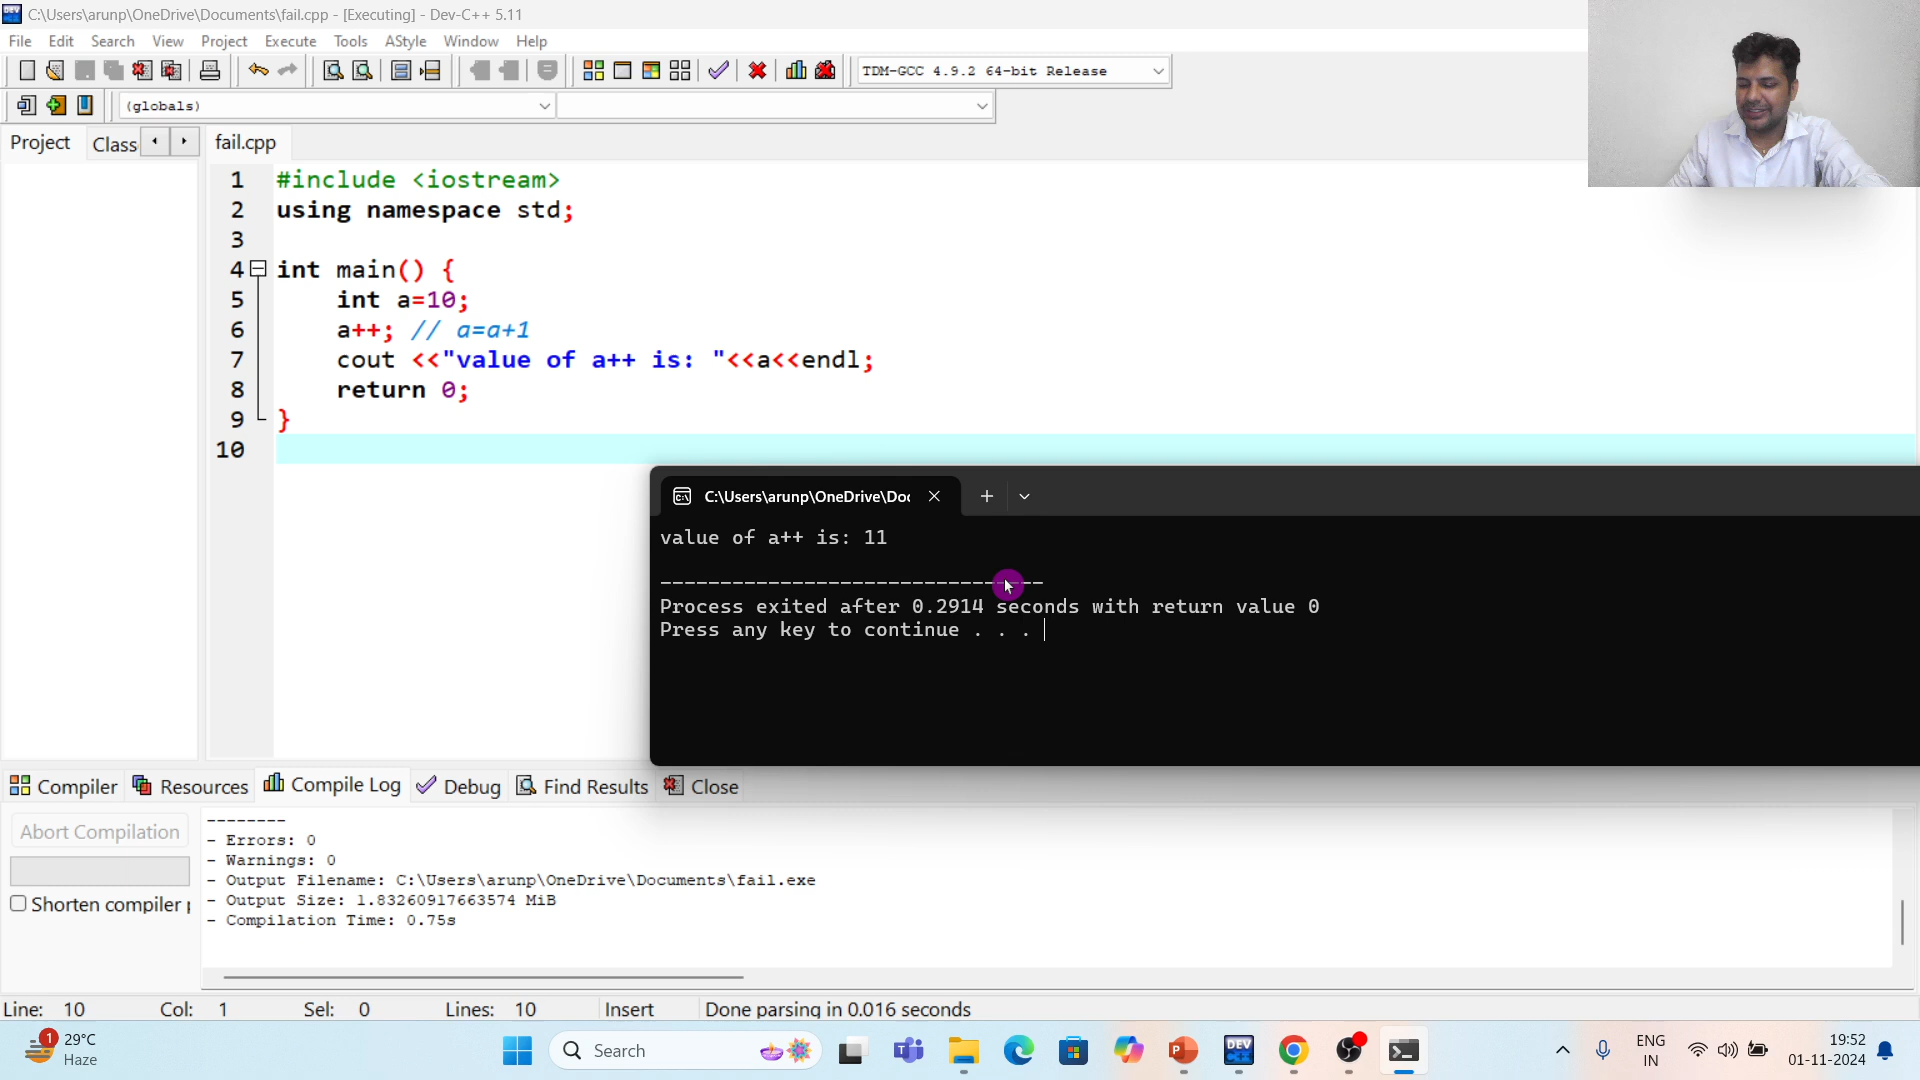 C:\Users\arunp\OneDrive\Documents\fail.cpp - [Executing] - Dev-C++ 5.11
File Edit Search View Project Execute Tools AStyle Window Help
TDM-GCC 4.9.2 64-bit Release
(globals)
Project Class fail.cpp
1 #include <iostream>
2 using namespace std;
3
4 int main() {
5 int a=10;
6 a++; // a=a+1
7 cout <<"value of a++ is: "<<a<<endl;
8 return 0;
9 }
10
C:\Users\arunp\OneDrive\Doc
value of a++ is: 11
--------------------------------
Process exited after 0.2914 seconds with return value 0
Press any key to continue . . .
Compiler Resources Compile Log Debug Find Results Close
Abort Compilation
Shorten compiler p
--------
- Errors: 0
- Warnings: 0
- Output Filename: C:\Users\arunp\OneDrive\Documents\fail.exe
- Output Size: 1.83260917663574 MiB
- Compilation Time: 0.75s
Line: 10 Col: 1 Sel: 0 Lines: 10 Insert Done parsing in 0.016 seconds
1 29°C
Haze
Search
DEV
ENG
IN
19:52
01-11-2024